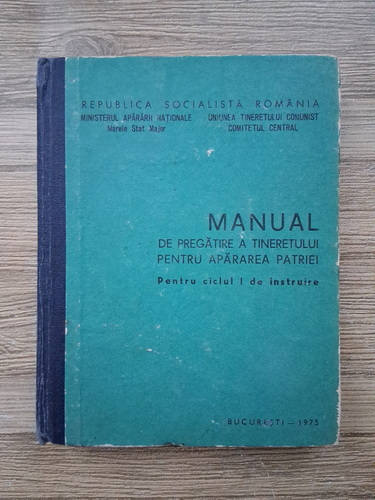 REPUBLICA SOCIALISTĂ ROMÂNIA
MINISTERUL APĂRĂRII NAȚIONALE
Marele Stat Major
UNIUNEA TINERETULUI COMUNIST
COMITETUL CENTRAL
MANUAL
DE PREGĂTIRE A TINERETULUI
PENTRU APĂRAREA PATRIEI
Pentru ciclul I de instruire
BUCUREȘTI — 1975